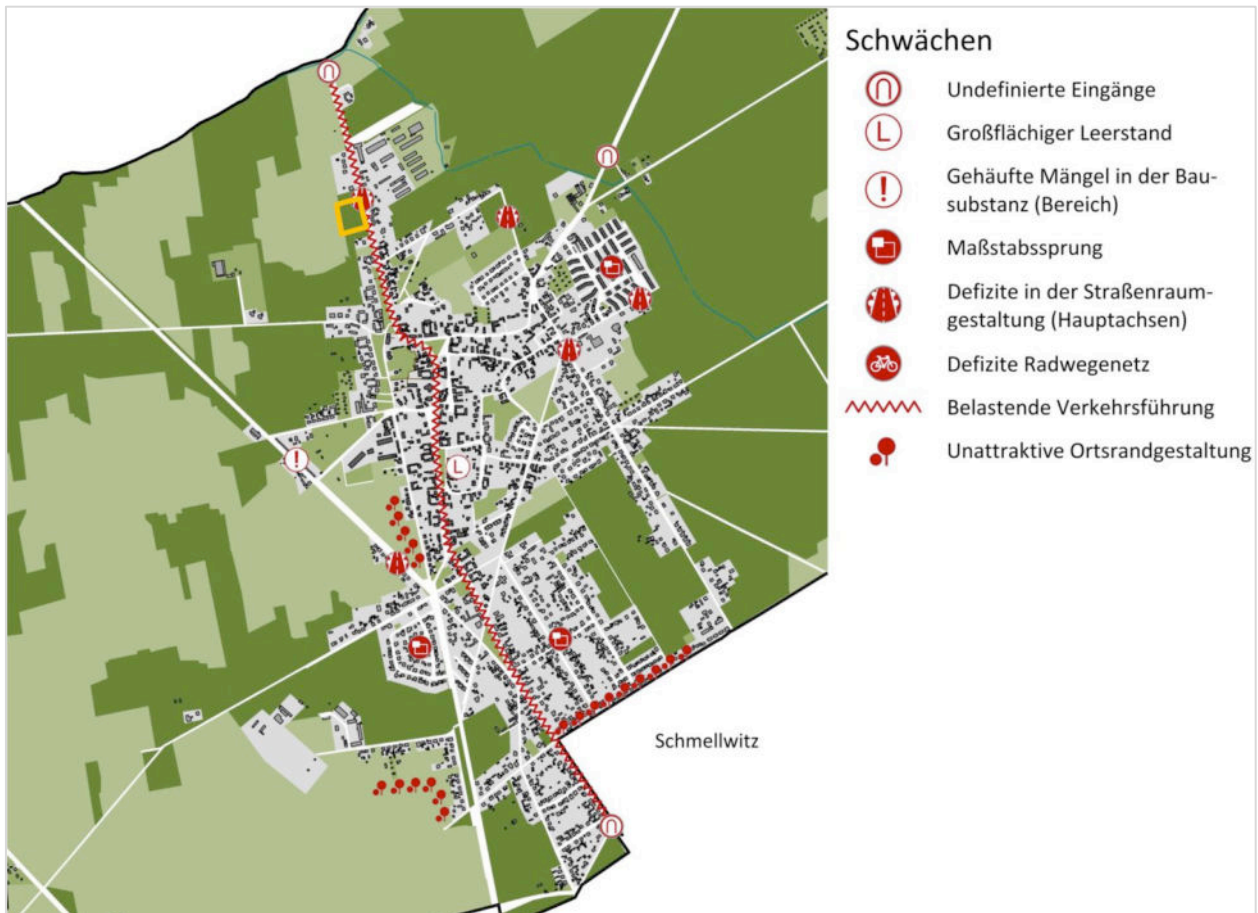 Schwächen
Undefinierte Eingänge
L
Großflächiger Leerstand
!
Gehäufte Mängel in der Bau-
substanz (Bereich)
Maßstabssprung
Defizite in der Straßenraum-
gestaltung (Hauptachsen)
Defizite Radwegenetz
Belastende Verkehrsführung
Unattraktive Ortsrandgestaltung
!
L
Schmellwitz